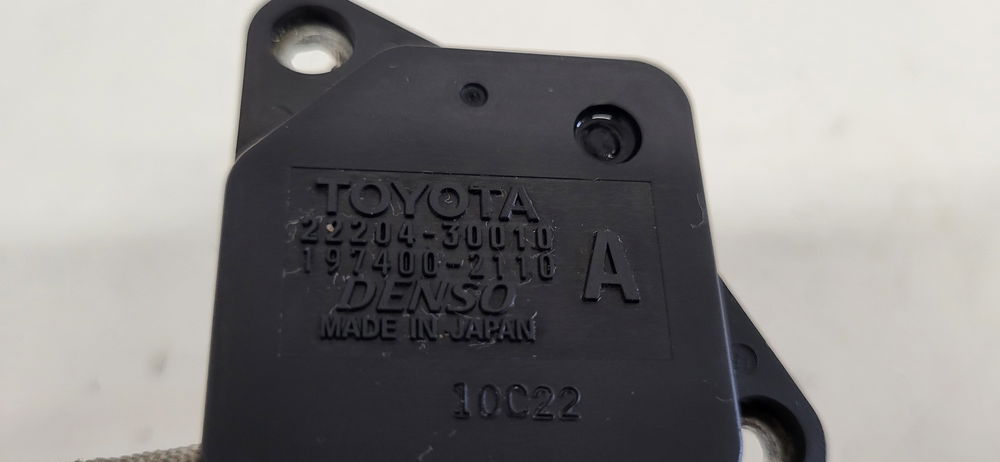 TOYOTA
22204-30010
197400-2110
DENSO
MADE IN JAPAN
A
10C22